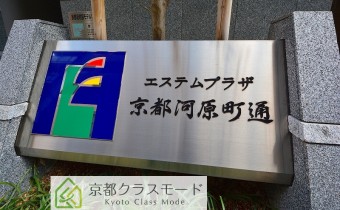 エステムプラザ
京都河原町通
京都クラスモード
Kyoto Class Mode